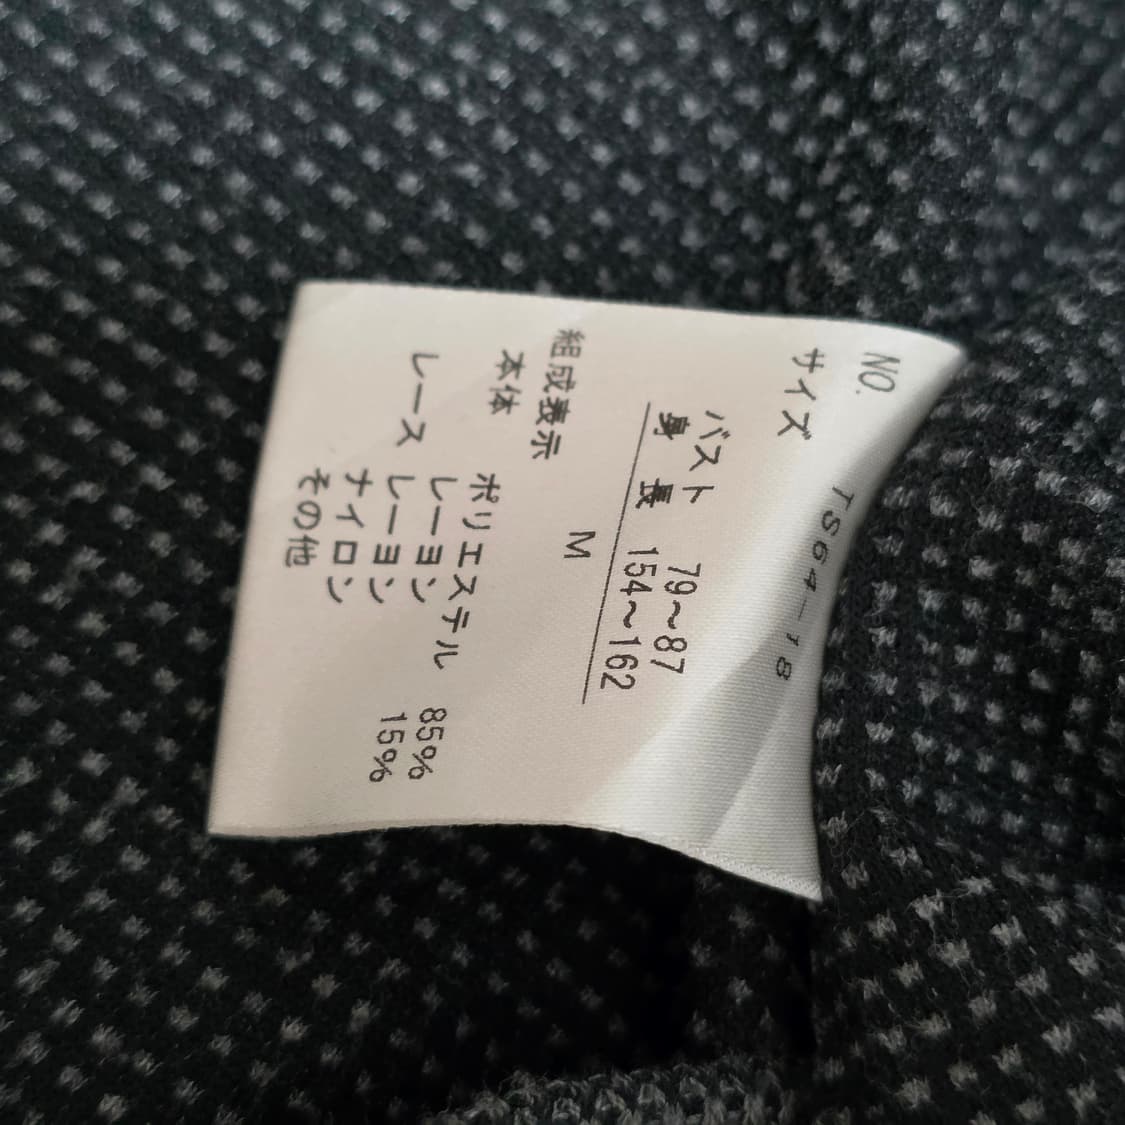 NO. TS64-18
サイズ
バスト 79~87
身長 154~162
M
組成表示
本体 ポリエステル 85%
レーヨン 15%
レース レーヨン
ナイロン
その他